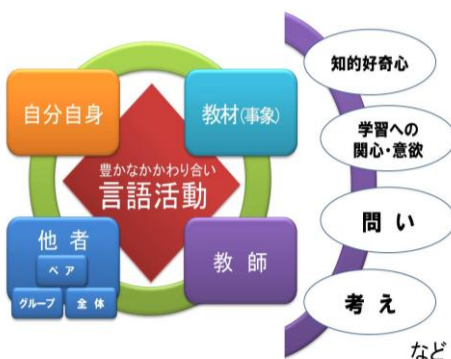 自分自身
教材(事象)
豊かなかかわり合い
言語活動
他者
ペア
グループ
全体
教師
知的好奇心
学習への
関心・意欲
問い
考え
など